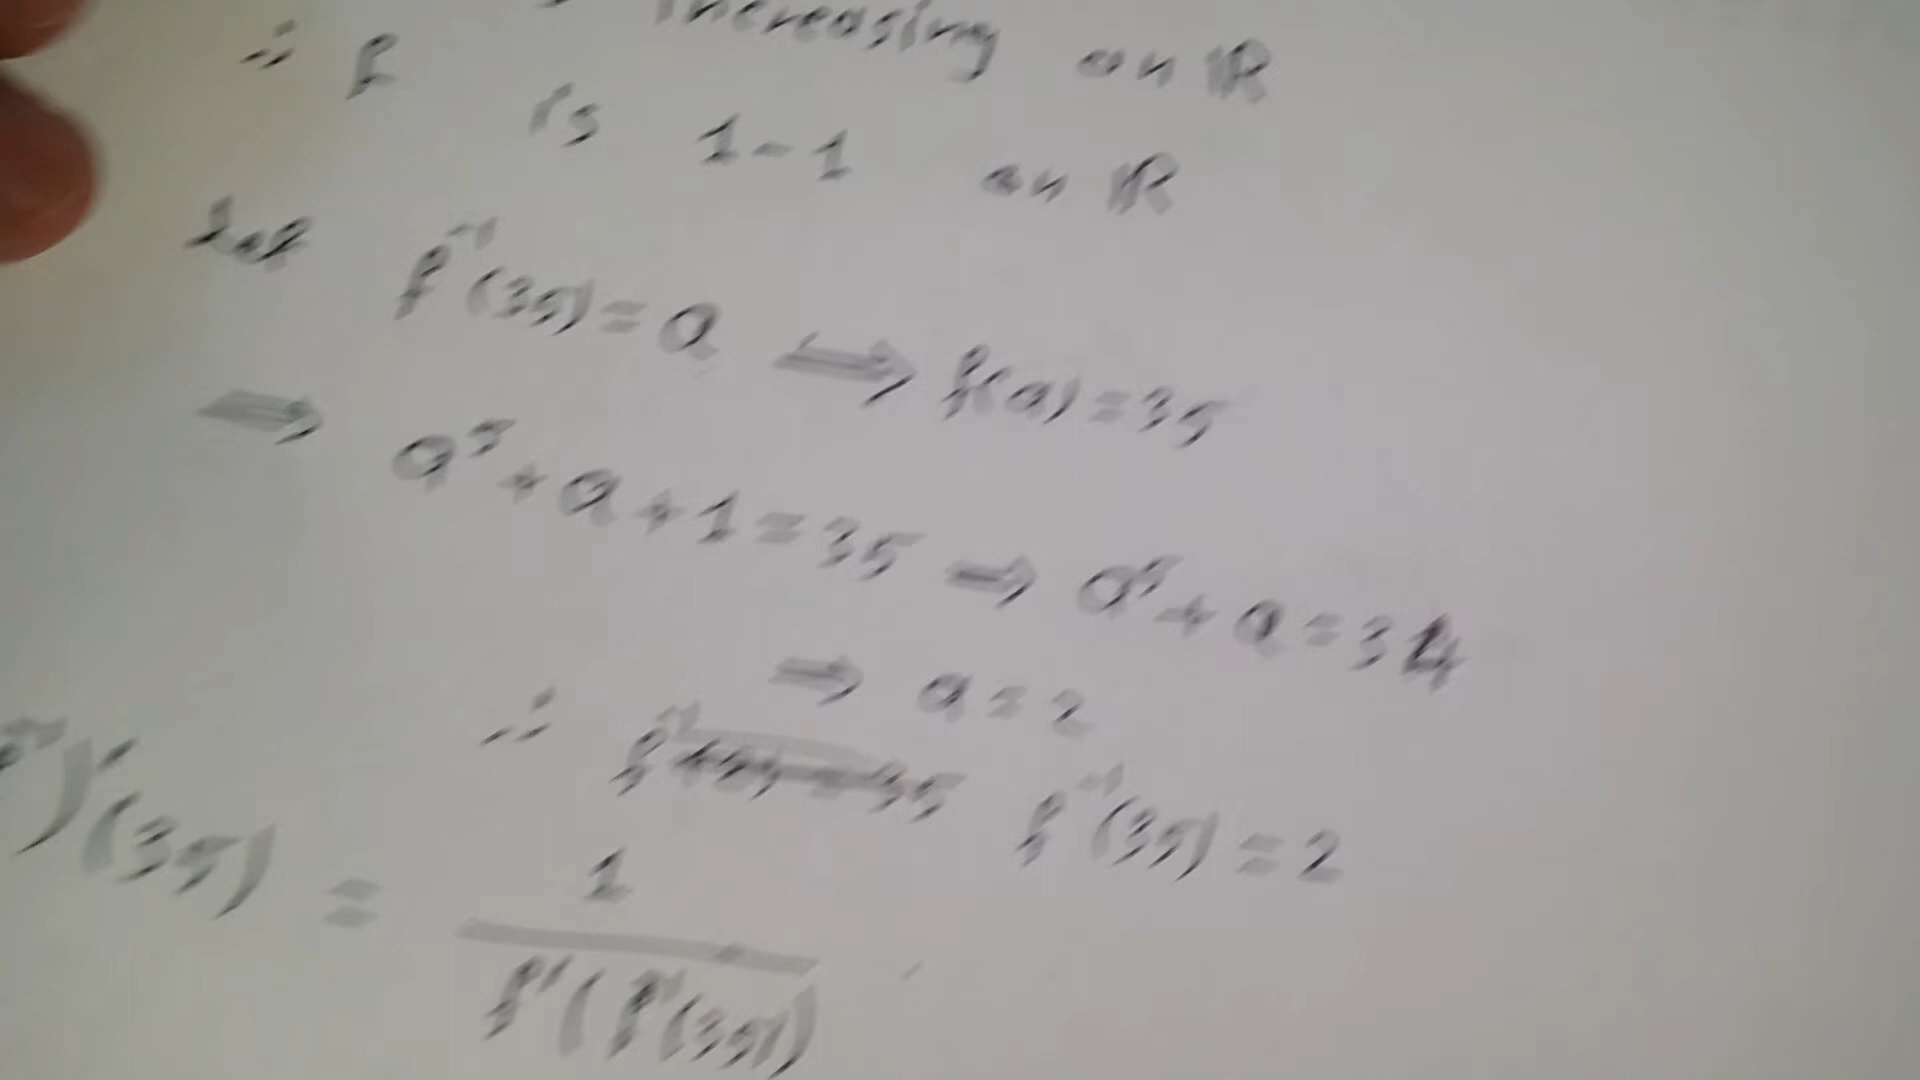 increasing on ℝ
∴ f is 1-1 on ℝ
Let f⁻¹(35) = a ⟹ f(a) = 35
⟹ a⁵ + a + 1 = 35 ⟹ a⁵ + a = 34
⟹ a = 2
∴ f⁻¹(35) = 2
)'(35) = 1 / f'(f⁻¹(35))